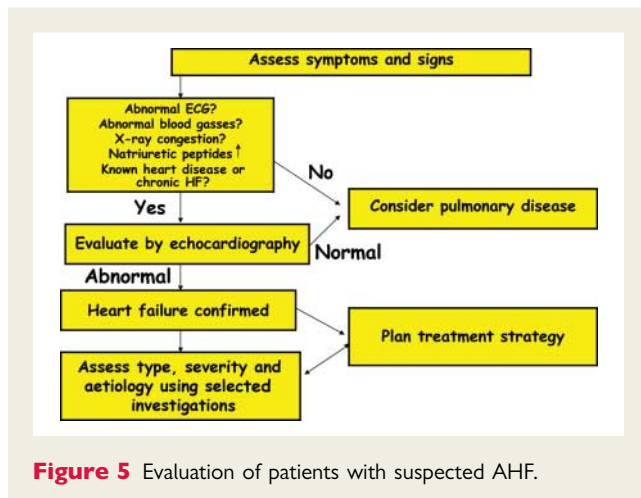 Assess symptoms and signs
Abnormal ECG?
Abnormal blood gasses?
X-ray congestion?
Natriuretic peptides ↑
Known heart disease or
chronic HF?
No
Yes
Consider pulmonary disease
Evaluate by echocardiography
Normal
Abnormal
Heart failure confirmed
Plan treatment strategy
Assess type, severity and
aetiology using selected
investigations
Figure 5 Evaluation of patients with suspected AHF.